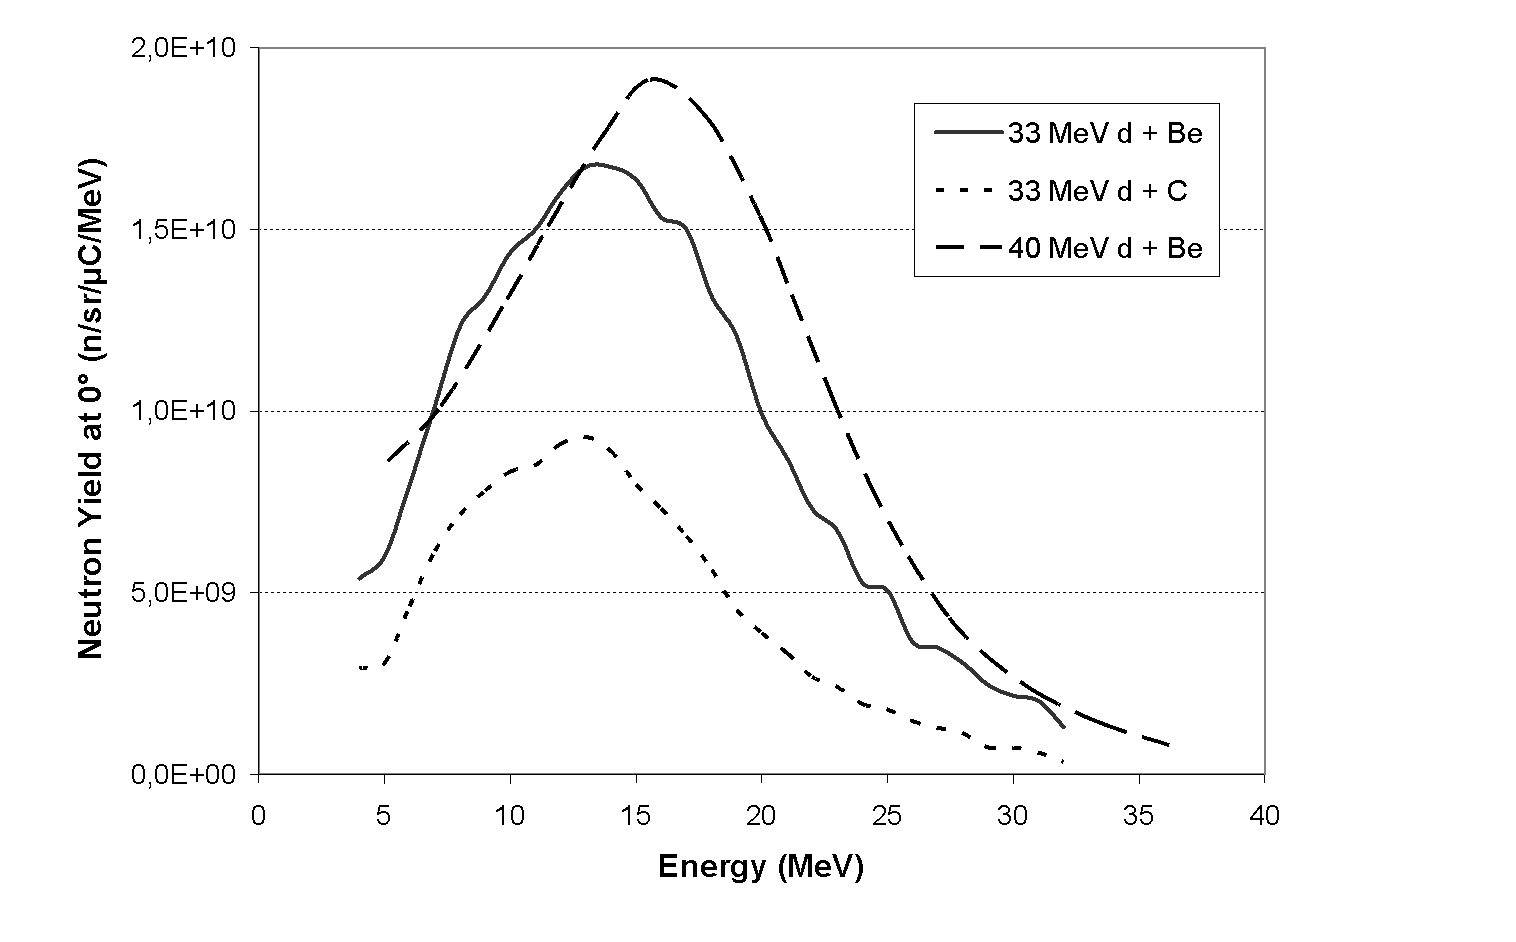 2,0E+10
1,5E+10
1,0E+10
5,0E+09
0,0E+00
Neutron Yield at 0° (n/sr/µC/MeV)
33 MeV d + Be
33 MeV d + C
40 MeV d + Be
0 5 10 15 20 25 30 35 40
Energy (MeV)